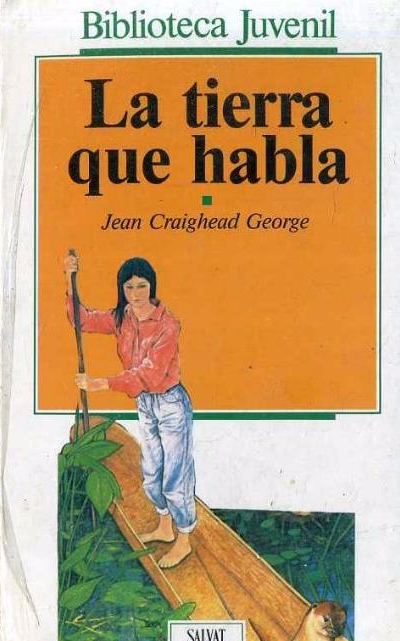 Biblioteca Juvenil
La tierra
que habla
Jean Craighead George
SALVAT